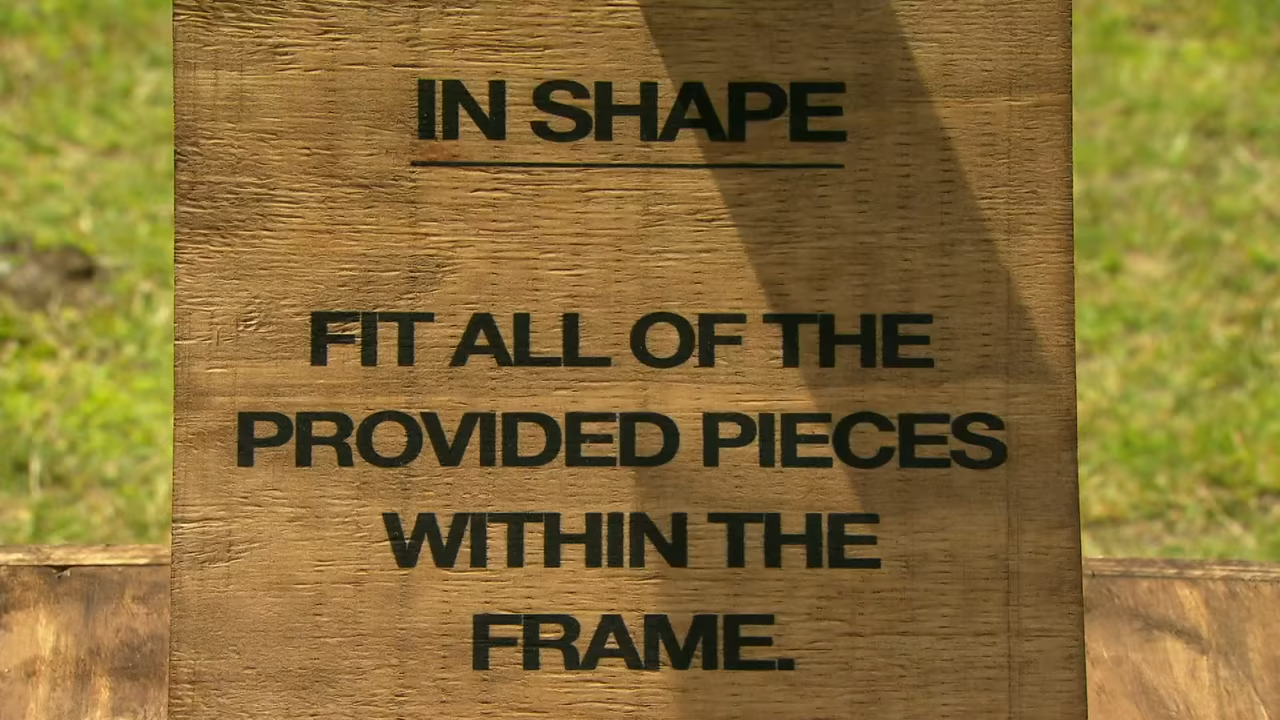 IN SHAPE
FIT ALL OF THE
PROVIDED PIECES
WITHIN THE
FRAME.